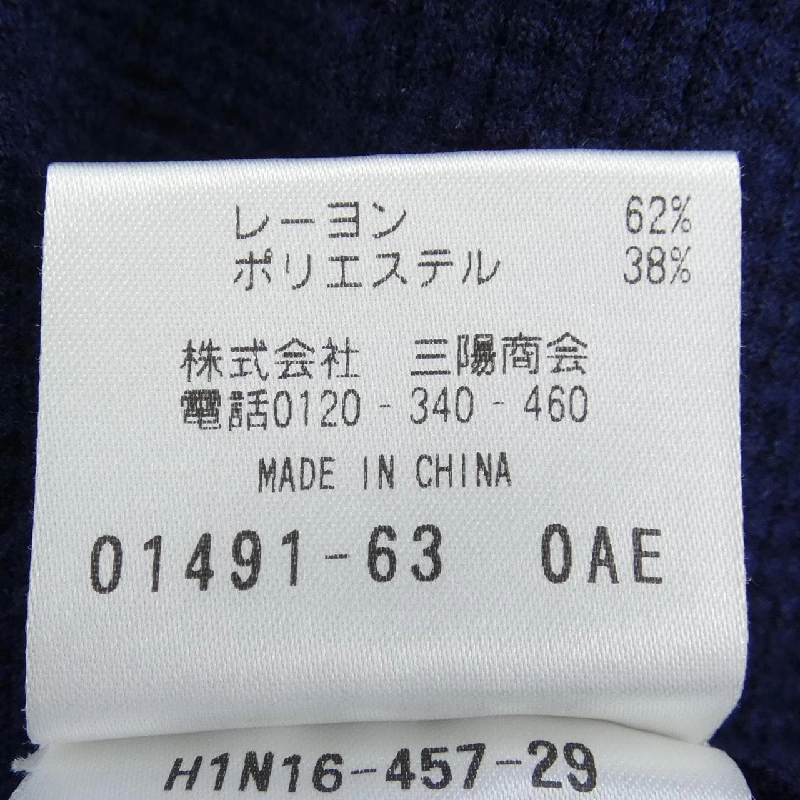 レーヨン 62%
ポリエステル 38%
株式会社 三陽商会
電話0120-340-460
MADE IN CHINA
01491-63 0AE
H1N16-457-29